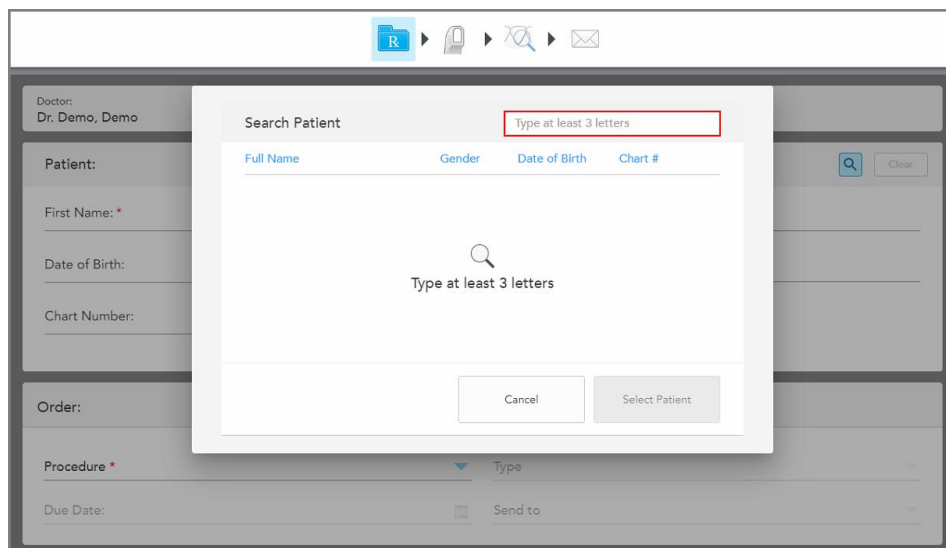 R
Doctor:
Dr. Demo, Demo
Search Patient
Type at least 3 letters
Full Name Gender Date of Birth Chart #
Patient:
Clear
First Name: *
Date of Birth:
Chart Number:
Type at least 3 letters
Cancel Select Patient
Order:
Procedure * Type
Due Date: Send to